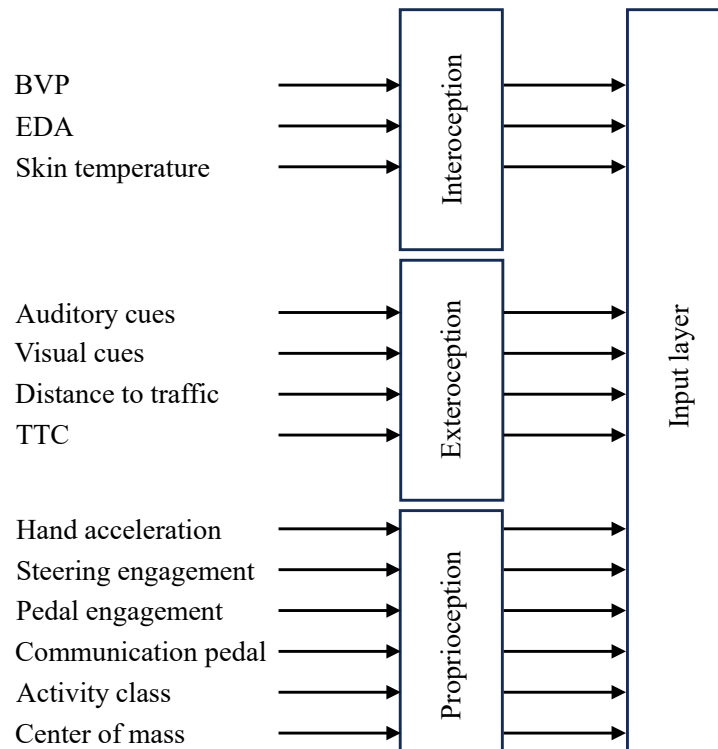 BVP
EDA
Skin temperature
Interoception
Auditory cues
Visual cues
Distance to traffic
TTC
Exteroception
Hand acceleration
Steering engagement
Pedal engagement
Communication pedal
Activity class
Center of mass
Proprioception
Input layer